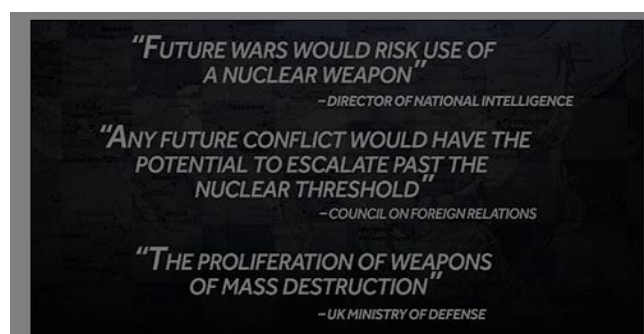 “FUTURE WARS WOULD RISK USE OF
A NUCLEAR WEAPON”
– DIRECTOR OF NATIONAL INTELLIGENCE
“ANY FUTURE CONFLICT WOULD HAVE THE
POTENTIAL TO ESCALATE PAST THE
NUCLEAR THRESHOLD”
– COUNCIL ON FOREIGN RELATIONS
“THE PROLIFERATION OF WEAPONS
OF MASS DESTRUCTION”
– UK MINISTRY OF DEFENSE